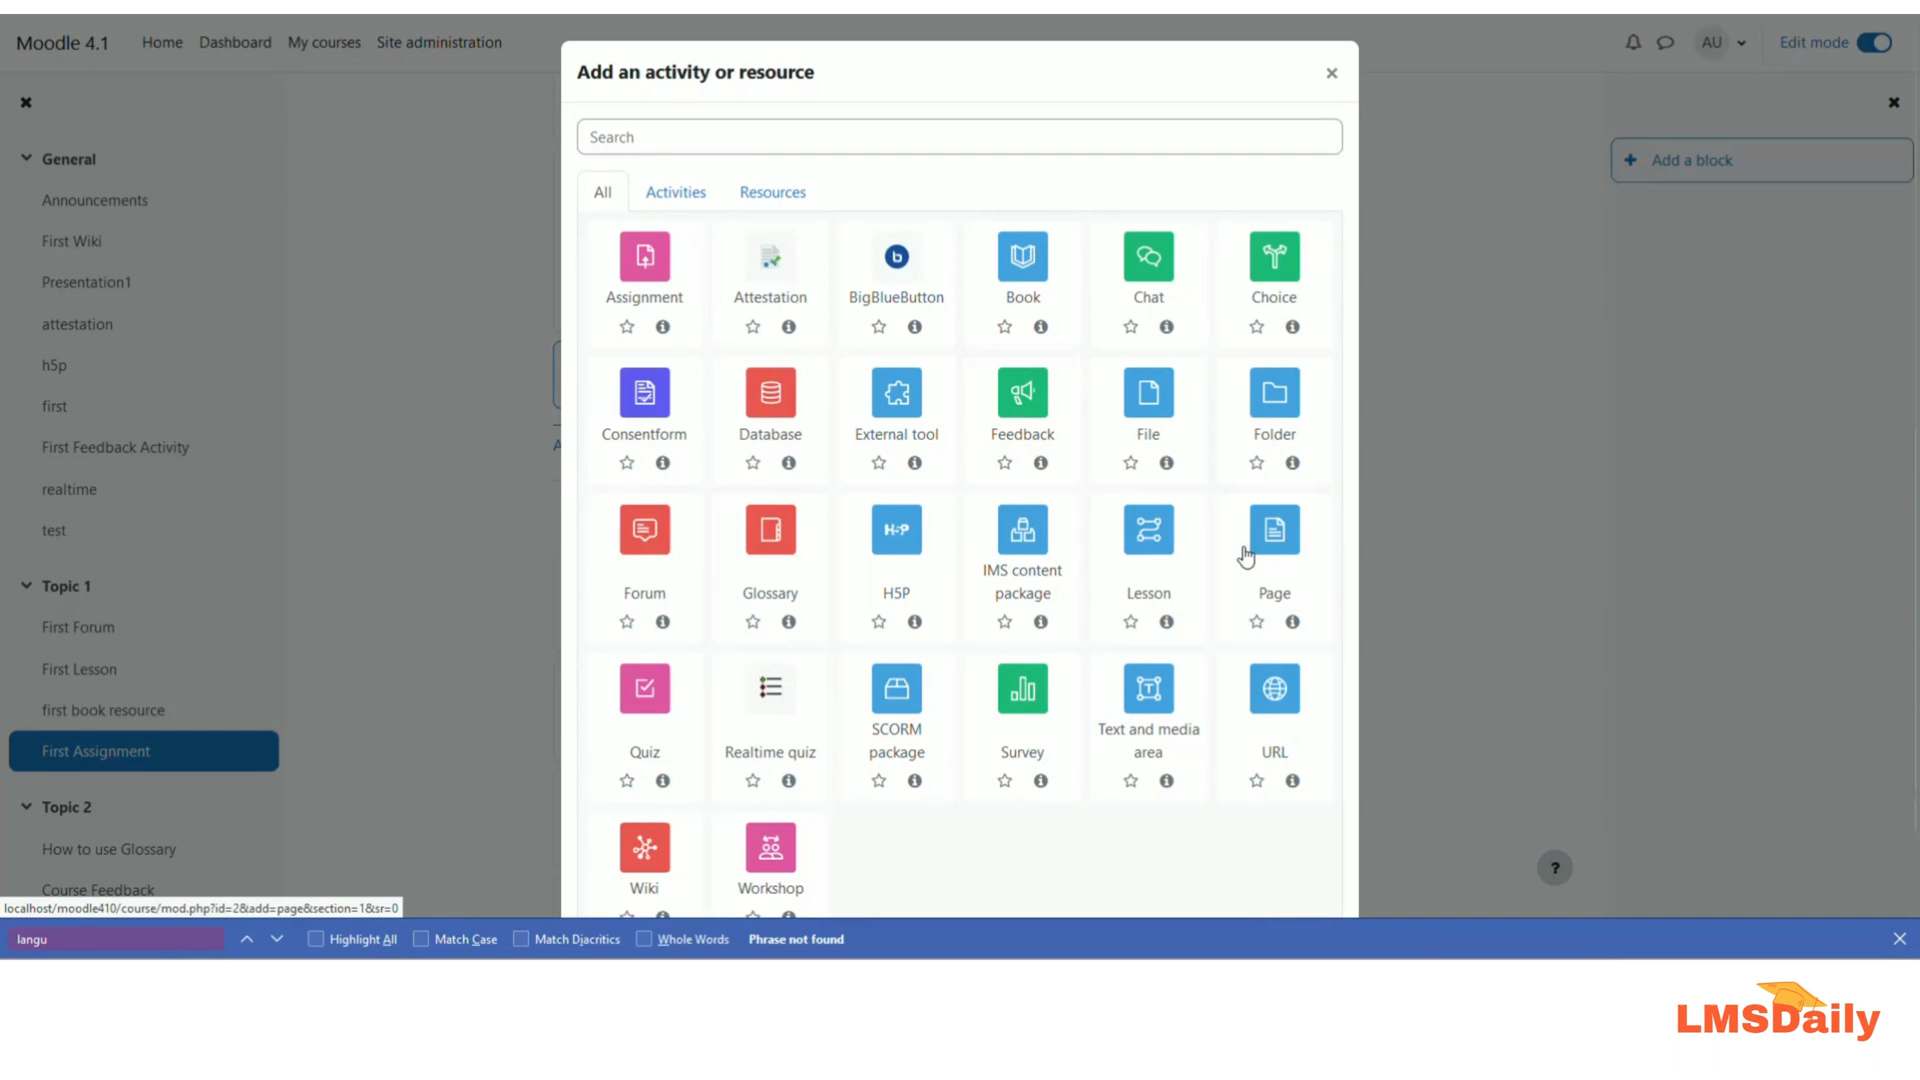 Moodle 4.1
Home
Dashboard
My courses
Site administration
AU
Edit mode
General
Announcements
First Wiki
Presentation1
attestation
h5p
first
First Feedback Activity
realtime
test
Topic 1
First Forum
First Lesson
first book resource
First Assignment
Topic 2
How to use Glossary
Course Feedback
Add an activity or resource
Search
All
Activities
Resources
Assignment
Attestation
BigBlueButton
Book
Chat
Choice
Consentform
Database
External tool
Feedback
File
Folder
H-P
Forum
Glossary
H5P
IMS content
package
Lesson
Page
Quiz
Realtime quiz
SCORM
package
Survey
Text and media
area
URL
Wiki
Workshop
Add a block
?
localhost/moodle410/course/mod.php?id=2&add=page&section=1&sr=0
langu
Highlight All
Match Case
Match Diacritics
Whole Words
Phrase not found
LMSDaily